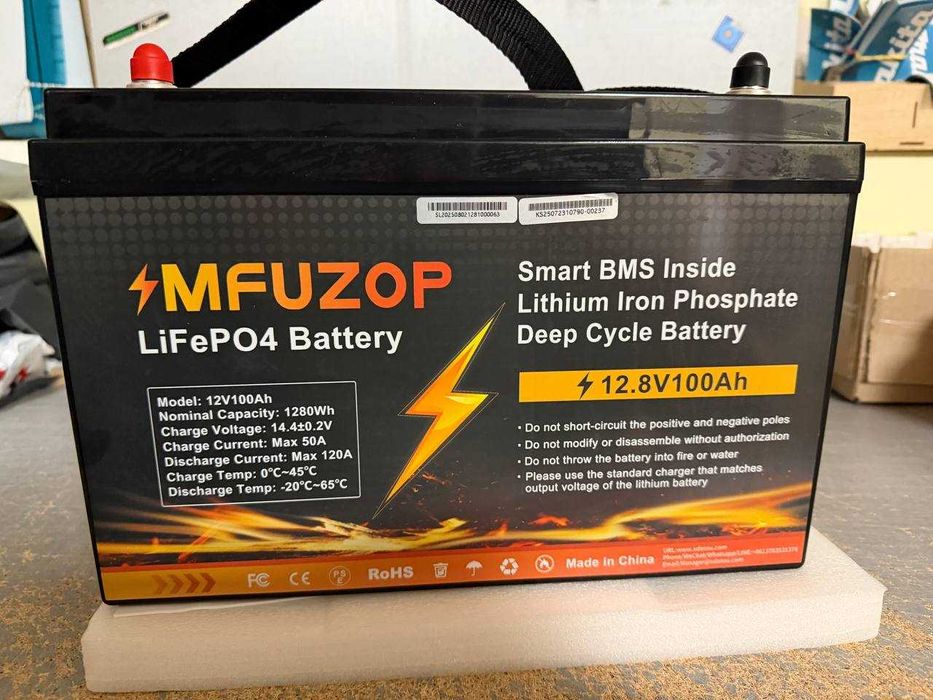 makita
SL202508021281000063
KS25072310790-00237
MFUZOP
LiFePO4 Battery
Smart BMS Inside
Lithium Iron Phosphate
Deep Cycle Battery
12.8V100Ah
Model: 12V100Ah
Nominal Capacity: 1280Wh
Charge Voltage: 14.4±0.2V
Charge Current: Max 50A
Discharge Current: Max 120A
Charge Temp: 0℃~45℃
Discharge Temp: -20℃~65℃
· Do not short-circuit the positive and negative poles
· Do not modify or disassemble without authorization
· Do not throw the battery into fire or water
· Please use the standard charger that matches
output voltage of the lithium battery
FC CE PS E RoHS Made in China